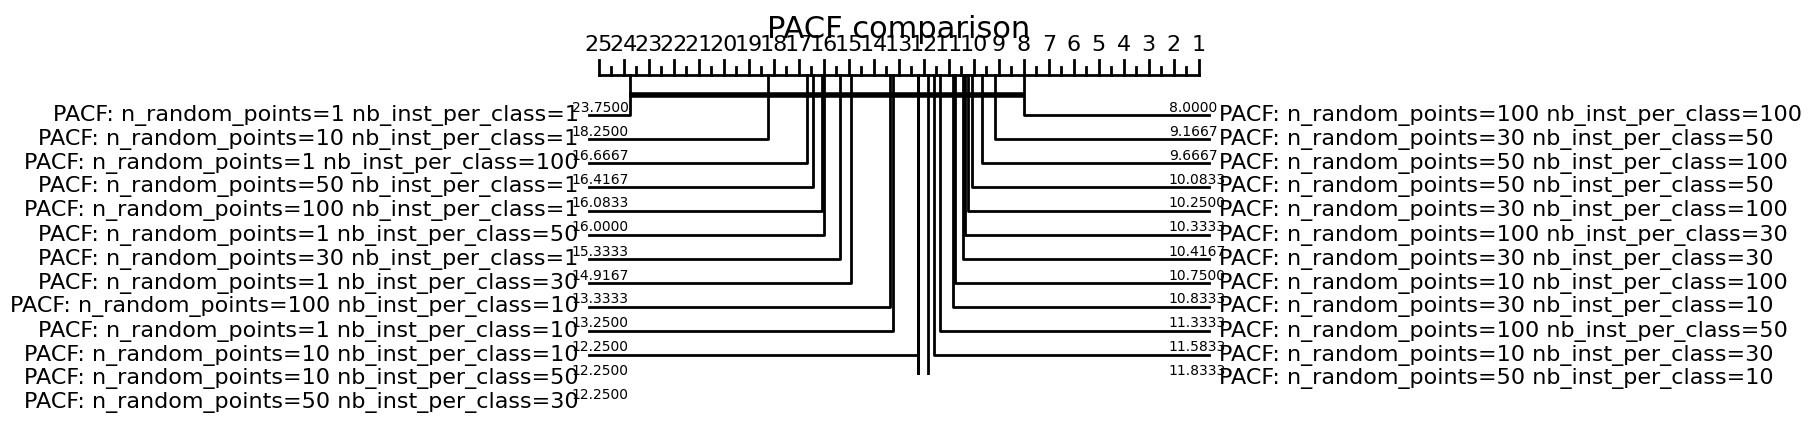 PACF comparison
25 24 23 22 21 20 19 18 17 16 15 14 13 12 11 10 9 8 7 6 5 4 3 2 1
PACF: n_random_points=1 nb_inst_per_class=1 23.7500 8.0000 PACF: n_random_points=100 nb_inst_per_class=100
PACF: n_random_points=10 nb_inst_per_class=1 18.2500 9.1667 PACF: n_random_points=30 nb_inst_per_class=50
PACF: n_random_points=1 nb_inst_per_class=100 16.6667 9.6667 PACF: n_random_points=50 nb_inst_per_class=100
PACF: n_random_points=50 nb_inst_per_class=1 16.4167 10.0833 PACF: n_random_points=50 nb_inst_per_class=50
PACF: n_random_points=100 nb_inst_per_class=1 16.0833 10.2500 PACF: n_random_points=30 nb_inst_per_class=100
PACF: n_random_points=1 nb_inst_per_class=50 16.0000 10.3333 PACF: n_random_points=100 nb_inst_per_class=30
PACF: n_random_points=30 nb_inst_per_class=1 15.3333 10.4167 PACF: n_random_points=30 nb_inst_per_class=30
PACF: n_random_points=1 nb_inst_per_class=30 14.9167 10.7500 PACF: n_random_points=10 nb_inst_per_class=100
PACF: n_random_points=100 nb_inst_per_class=10 13.3333 10.8333 PACF: n_random_points=30 nb_inst_per_class=10
PACF: n_random_points=1 nb_inst_per_class=10 13.2500 11.3333 PACF: n_random_points=100 nb_inst_per_class=50
PACF: n_random_points=10 nb_inst_per_class=10 12.2500 11.5833 PACF: n_random_points=10 nb_inst_per_class=30
PACF: n_random_points=10 nb_inst_per_class=50 12.2500 11.8333 PACF: n_random_points=50 nb_inst_per_class=10
PACF: n_random_points=50 nb_inst_per_class=30 12.2500